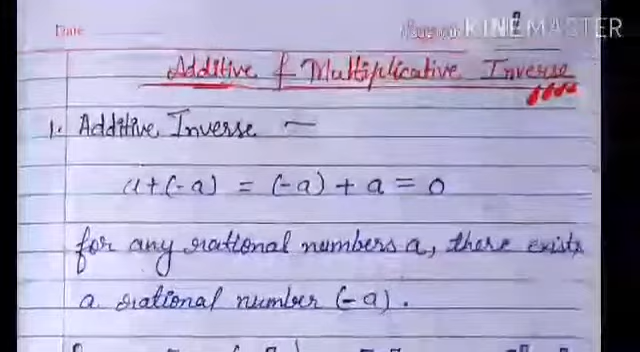 Date
KINEMASTER
Additive & Multiplicative Inverse
1. Additive Inverse —
a+(-a) = (-a) + a = 0
for any rational numbers a, there exists
a rational number (-a).